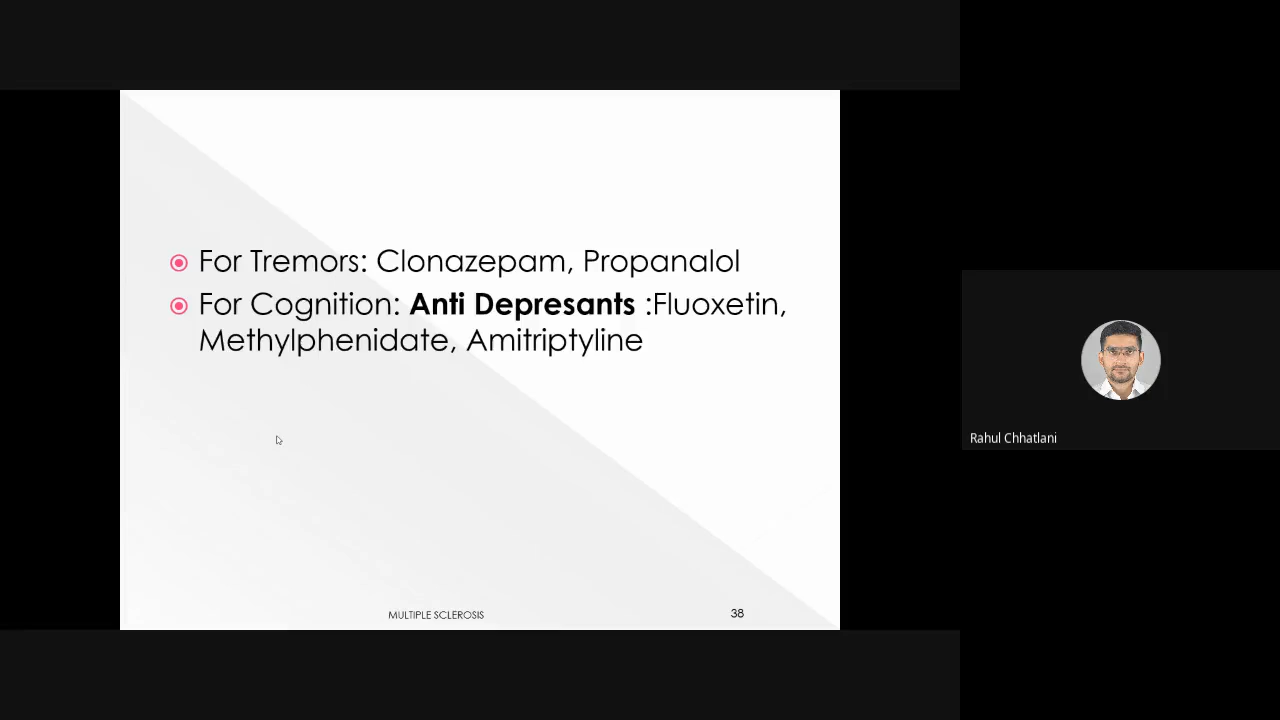 For Tremors: Clonazepam, Propanalol
For Cognition: Anti Depresants :Fluoxetin,
Methylphenidate, Amitriptyline
MULTIPLE SCLEROSIS
38
Rahul Chhatlani